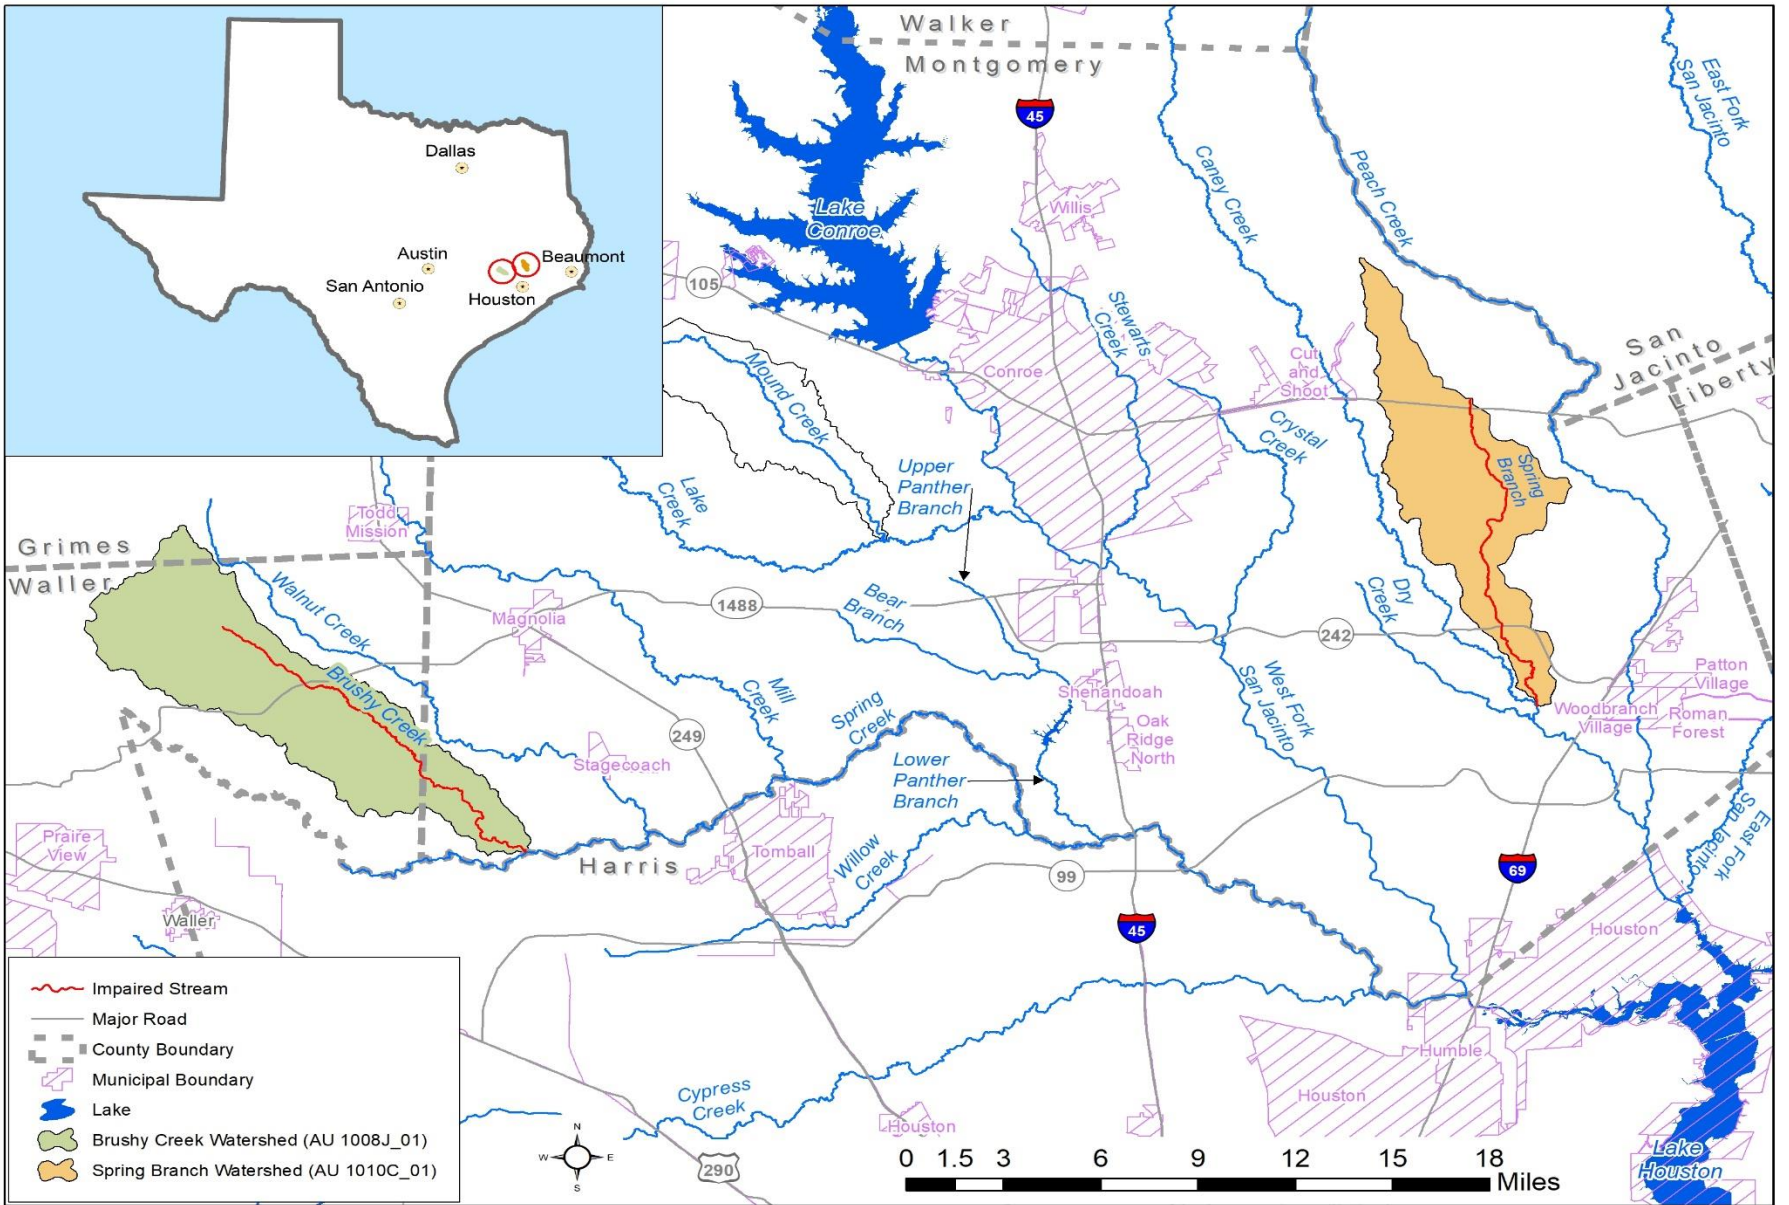 Dallas
Austin
San Antonio
Beaumont
Houston
Walker
Montgomery
45
East Fork
San Jacinto
Caney Creek
Peach Creek
Willis
Lake
Conroe
105
Stewarts
Creek
San
Jacinto
Liberty
Mound Creek
Conroe
Cut
and
Shoot
Crystal
Creek
Spring
Branch
Upper
Panther
Branch
Lake
Creek
Todd
Mission
Grimes
Waller
Walnut Creek
Magnolia
1488
Bear
Branch
Dry
Creek
242
Brushy Creek
Mill
Creek
Spring
Creek
Shenandoah
West Fork
San Jacinto
Patton
Village
Woodbranch
Village
Roman
Forest
Oak
Ridge
North
249
Stagecoach
Lower
Panther
Branch
East Fork
San Jacinto
Praire
View
Harris
Tomball
Willow
Creek
99
69
Waller
45
Houston
Humble
Houston
Cypress
Creek
Houston
290
Lake
Houston
Impaired Stream
Major Road
County Boundary
Municipal Boundary
Lake
Brushy Creek Watershed (AU 1008J_01)
Spring Branch Watershed (AU 1010C_01)
N
W E
S
0 1.5 3 6 9 12 15 18
Miles